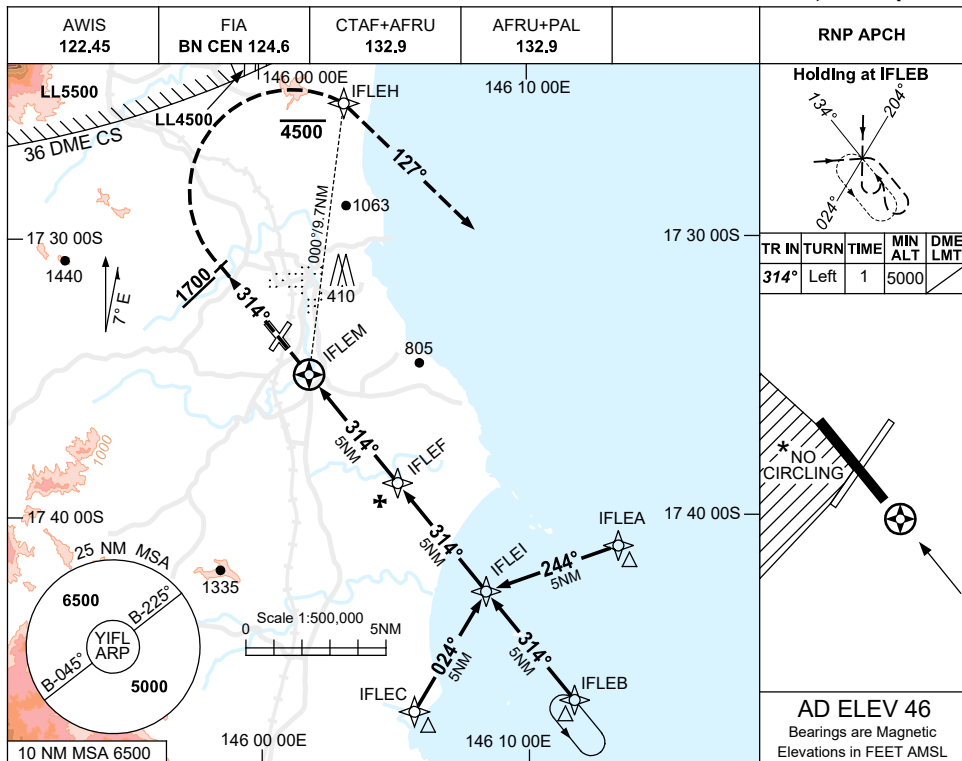 AWIS
122.45
FIA
BN CEN 124.6
CTAF+AFRU
132.9
AFRU+PAL
132.9
RNP APCH
LL5500
LL4500
36 DME CS
146 00 00E
IFLEH
146 10 00E
4500
127°
000°/9.7NM
1063
17 30 00S
17 30 00S
1440
7° E
1700
314°
410
IFLEM
805
314°
5NM
IFLEF
1000
17 40 00S
17 40 00S
314°
5NM
IFLEI
IFLEA
244°
5NM
1335
25 NM MSA
6500
B-225°
YIFL
ARP
B-045°
5000
Scale 1:500,000
0
5NM
024°
5NM
314°
5NM
IFLEC
IFLEB
10 NM MSA 6500
146 00 00E
146 10 00E
Holding at IFLEB
134°
204°
024°
TR IN TURN TIME MIN ALT DME LMT
314° Left 1 5000
*NO
CIRCLING
AD ELEV 46
Bearings are Magnetic
Elevations in FEET AMSL